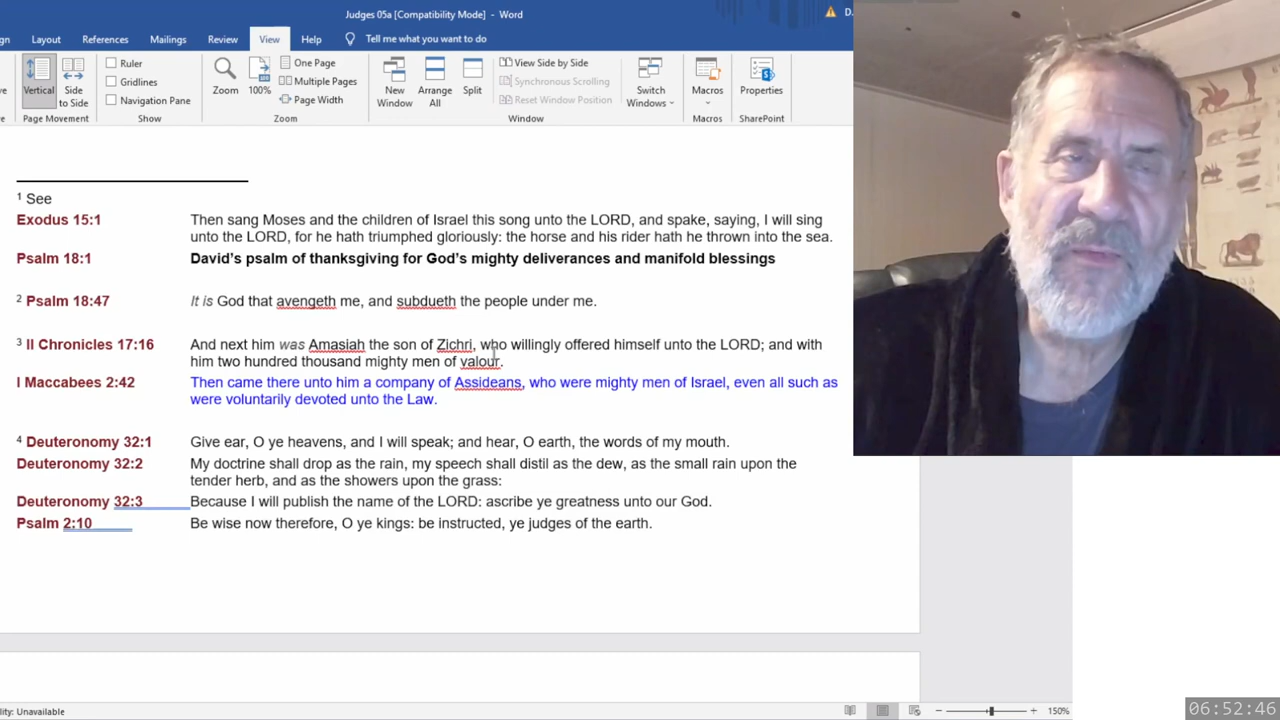 Judges 05a [Compatibility Mode] - Word
D.
gn Layout References Mailings Review View Help Tell me what you want to do
Vertical Side to Side Page Movement
Ruler
Gridlines
Navigation Pane
Show
Zoom 100% One Page
Multiple Pages
Page Width
Zoom
New Window Arrange All Split
View Side by Side
Synchronous Scrolling
Reset Window Position
Switch Windows
Window
Macros
Macros
Properties
SharePoint
1 See
Exodus 15:1 Then sang Moses and the children of Israel this song unto the LORD, and spake, saying, I will sing
unto the LORD, for he hath triumphed gloriously: the horse and his rider hath he thrown into the sea.
Psalm 18:1 David's psalm of thanksgiving for God's mighty deliverances and manifold blessings
2 Psalm 18:47 It is God that avengeth me, and subdueth the people under me.
3 II Chronicles 17:16 And next him was Amasiah the son of Zichri, who willingly offered himself unto the LORD; and with
him two hundred thousand mighty men of valour.
I Maccabees 2:42 Then came there unto him a company of Assideans, who were mighty men of Israel, even all such as
were voluntarily devoted unto the Law.
4 Deuteronomy 32:1 Give ear, O ye heavens, and I will speak; and hear, O earth, the words of my mouth.
Deuteronomy 32:2 My doctrine shall drop as the rain, my speech shall distil as the dew, as the small rain upon the
tender herb, and as the showers upon the grass:
Deuteronomy 32:3 Because I will publish the name of the LORD: ascribe ye greatness unto our God.
Psalm 2:10 Be wise now therefore, O ye kings: be instructed, ye judges of the earth.
lity: Unavailable
150%
06:52:46